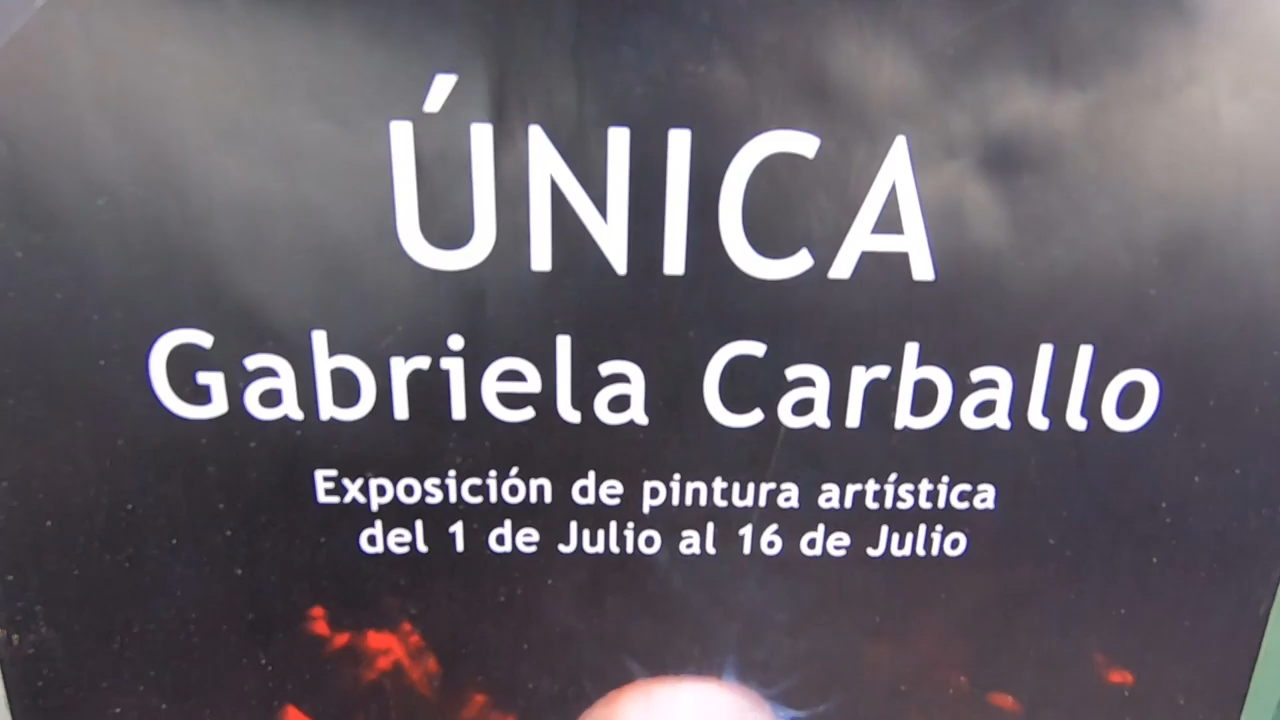 ÚNICA
Gabriela Carballo
Exposición de pintura artística
del 1 de Julio al 16 de Julio